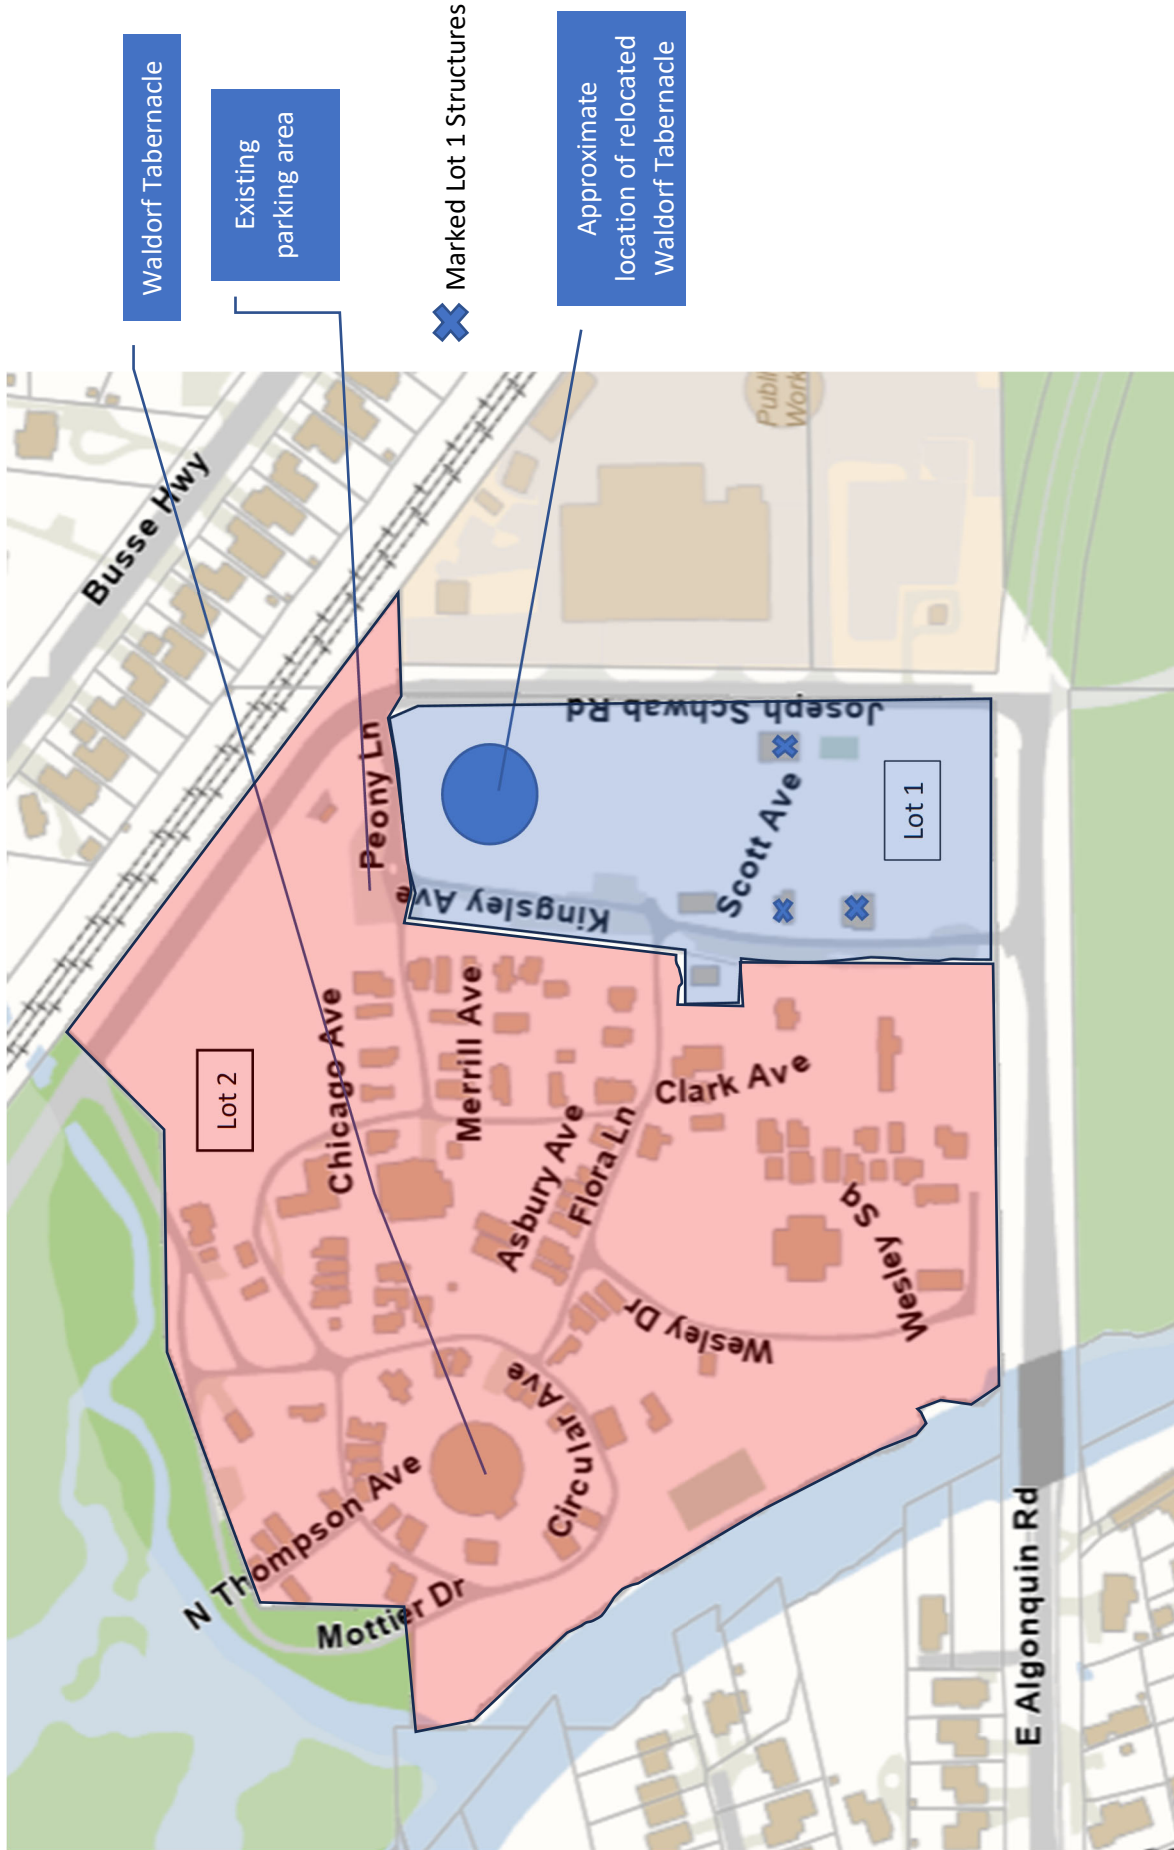 Waldorf Tabernacle
Existing
parking area
Marked Lot 1 Structures
Approximate
location of relocated
Waldorf Tabernacle
Busse Hwy
Publi
Work
Joseph Schwab Rd
Peony Ln
Kingsley Ave
Scott Ave
Lot 1
Lot 2
Chicago Ave
Merrill Ave
Asbury Ave
Flora Ln
Clark Ave
Wesley Sq
Wesley Dr
Circular Ave
N Thompson Ave
Mottier Dr
E Algonquin Rd